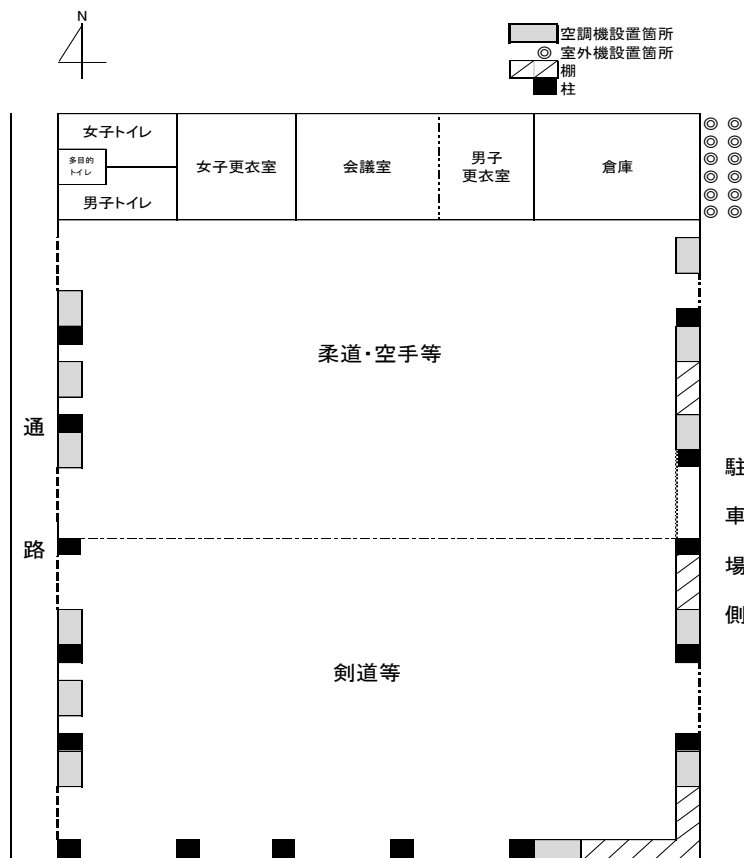 N
空調機設置箇所
室外機設置箇所
棚
柱
女子トイレ
多目的
トイレ
男子トイレ
女子更衣室
会議室
男子
更衣室
倉庫
柔道・空手等
通
路
駐
車
場
側
剣道等